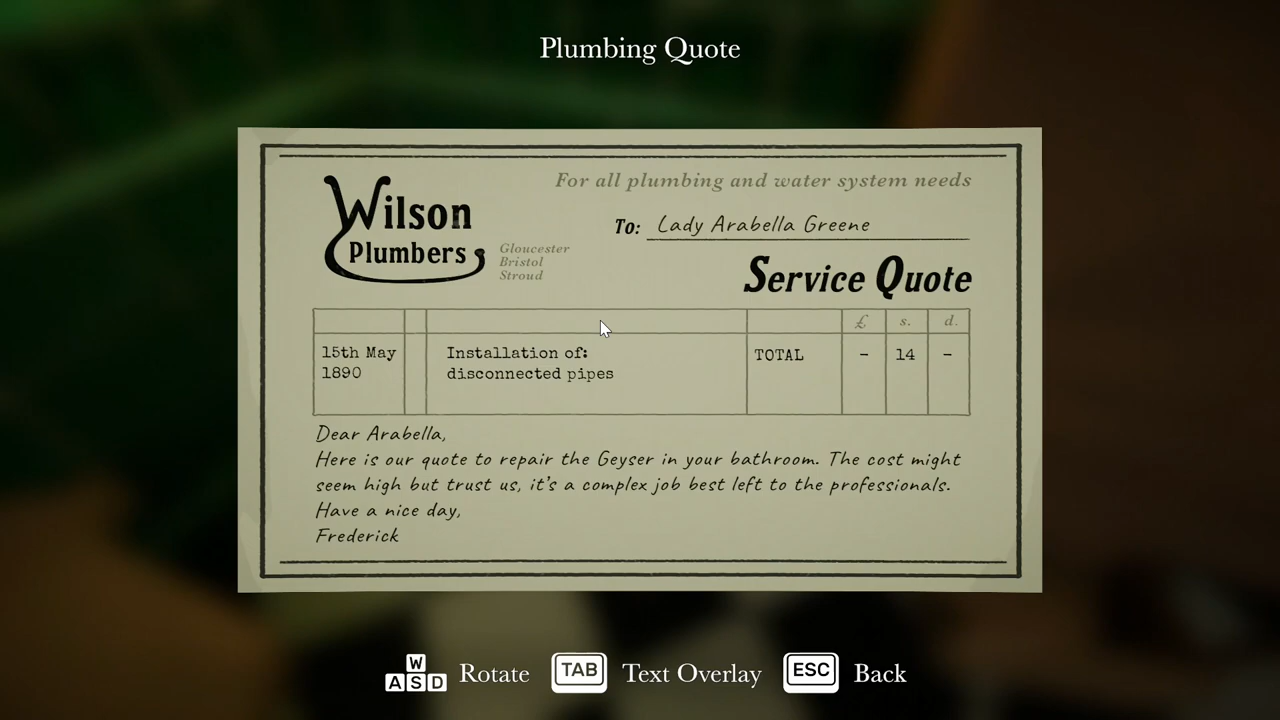 Plumbing Quote
For all plumbing and water system needs
Wilson
Plumbers
Gloucester
Bristol
Stroud
To: Lady Arabella Greene
Service Quote
£ s. d.
15th May
1890
Installation of:
disconnected pipes
TOTAL - 14 -
Dear Arabella,
Here is our quote to repair the Geyser in your bathroom. The cost might
seem high but trust us, it's a complex job best left to the professionals.
Have a nice day,
Frederick
W
A S D Rotate TAB Text Overlay ESC Back